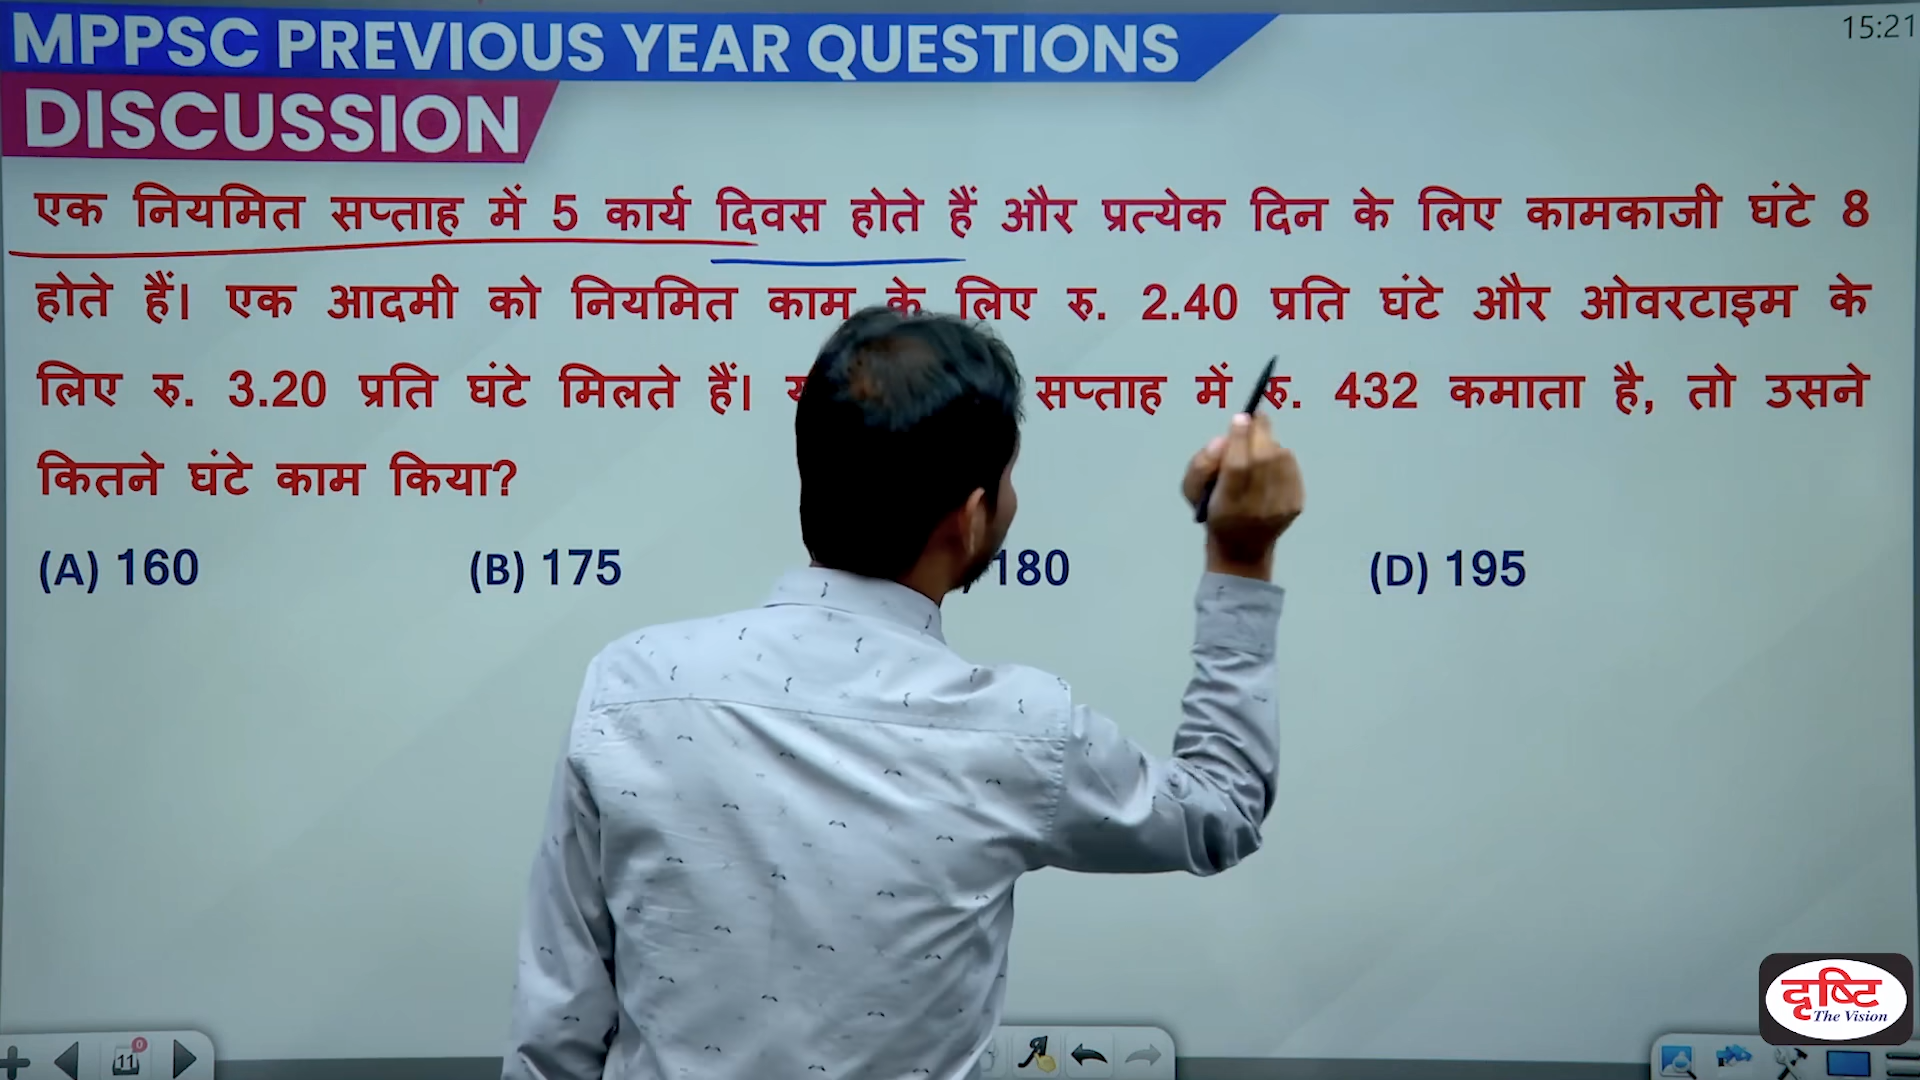 MPPSC PREVIOUS YEAR QUESTIONS
15:21
DISCUSSION
एक नियमित सप्ताह में 5 कार्य दिवस होते हैं और प्रत्येक दिन के लिए कामकाजी घंटे 8
होते हैं। एक आदमी को नियमित काम के लिए रु. 2.40 प्रति घंटे और ओवरटाइम के
लिए रु. 3.20 प्रति घंटे मिलते हैं। सप्ताह में रु. 432 कमाता है, तो उसने
कितने घंटे काम किया?
(A) 160 (B) 175 180 (D) 195
दृष्टि
The Vision
11
0